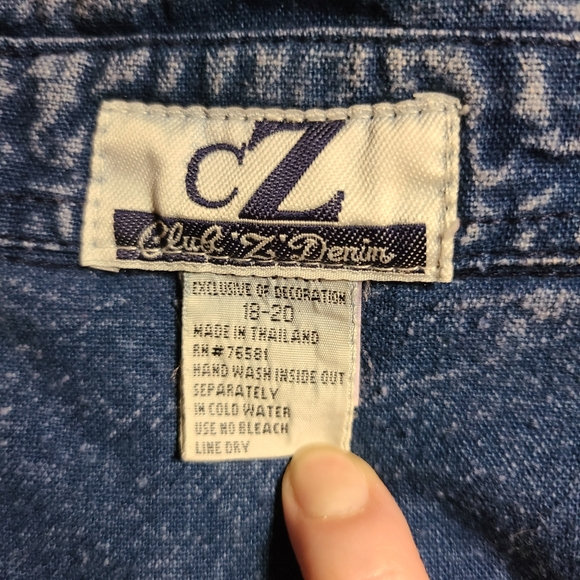 CZ
Club "Z" Denim
EXCLUSIVE OF DECORATION
18-20
MADE IN THAILAND
RN# 76581
HAND WASH INSIDE OUT
SEPARATELY
IN COLD WATER
USE NO BLEACH
LINE DRY